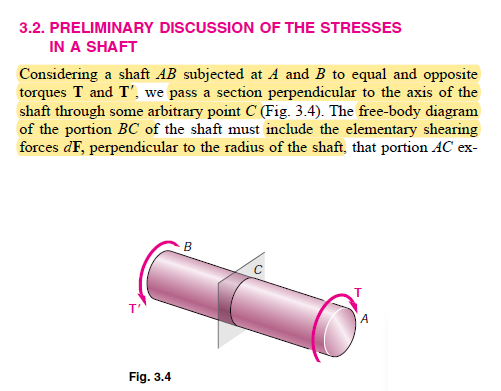 3.2. PRELIMINARY DISCUSSION OF THE STRESSES
IN A SHAFT
Considering a shaft AB subjected at A and B to equal and opposite
torques T and T′, we pass a section perpendicular to the axis of the
shaft through some arbitrary point C (Fig. 3.4). The free-body diagram
of the portion BC of the shaft must include the elementary shearing
forces dF, perpendicular to the radius of the shaft, that portion AC ex-
B
C
T
T′
A
Fig. 3.4